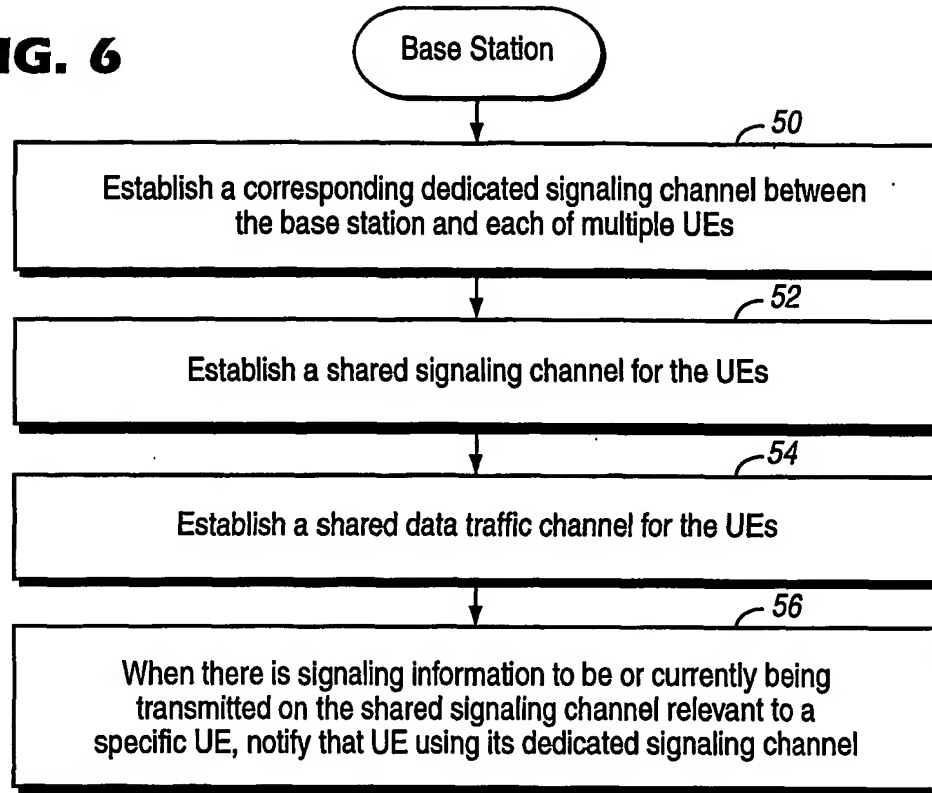 IG. 6
Base Station
50
Establish a corresponding dedicated signaling channel between
the base station and each of multiple UEs
52
Establish a shared signaling channel for the UEs
54
Establish a shared data traffic channel for the UEs
56
When there is signaling information to be or currently being
transmitted on the shared signaling channel relevant to a
specific UE, notify that UE using its dedicated signaling channel